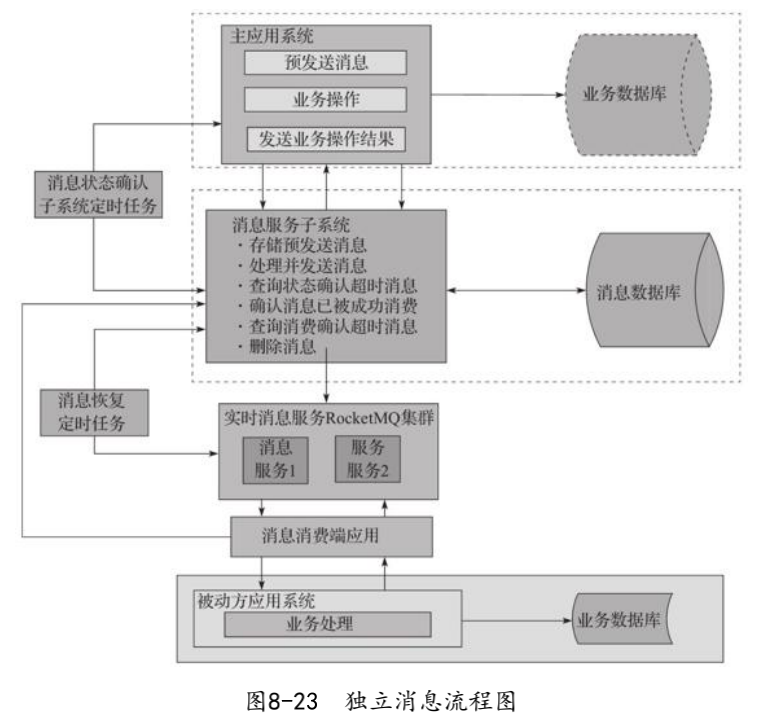 主应用系统
预发送消息
业务操作
发送业务操作结果
业务数据库
消息状态确认
子系统定时任务
消息服务子系统
·存储预发送消息
·处理并发送消息
·查询状态确认超时消息
·确认消息已被成功消费
·查询消费确认超时消息
·删除消息
消息数据库
消息恢复
定时任务
实时消息服务RocketMQ集群
消息
服务1
服务
服务2
消息消费端应用
被动方应用系统
业务处理
业务数据库
图8-23 独立消息流程图